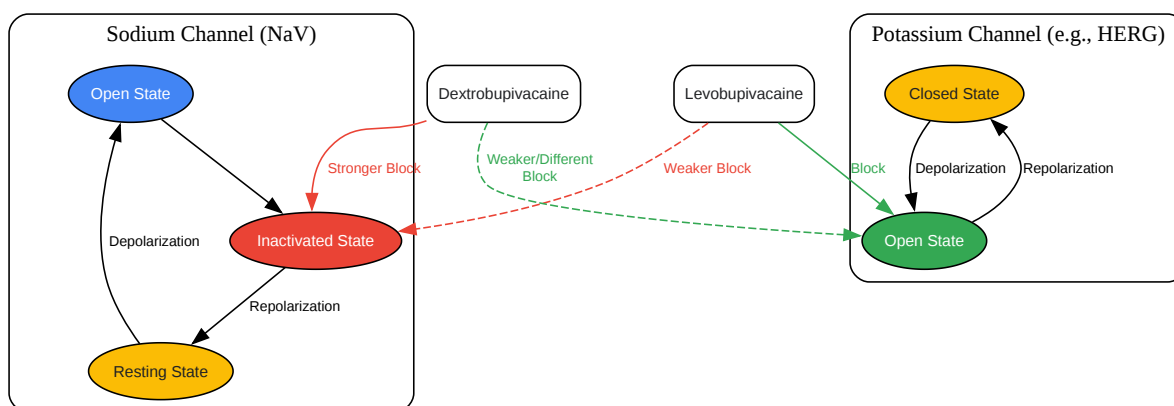 Sodium Channel (NaV)
Potassium Channel (e.g., HERG)
Open State
Dextrobupivacaine
Levobupivacaine
Closed State
Stronger Block
Weaker/Different
Block
Weaker Block
Block
Depolarization
Repolarization
Depolarization
Inactivated State
Open State
Repolarization
Resting State